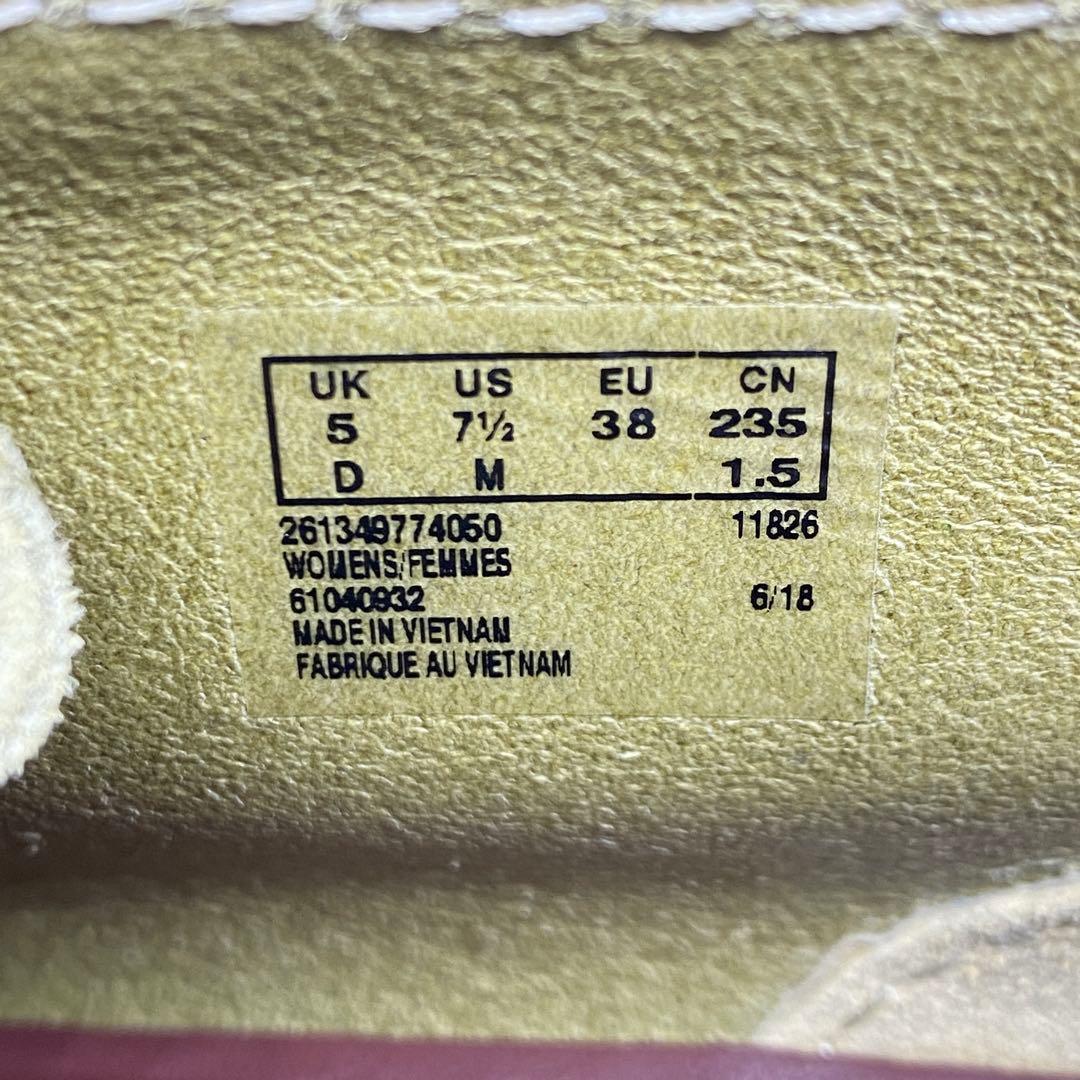 UK US EU CN
5 7½ 38 235
D M 1.5
261349774050 11826
WOMENS/FEMMES
61040932 6/18
MADE IN VIETNAM
FABRIQUE AU VIETNAM